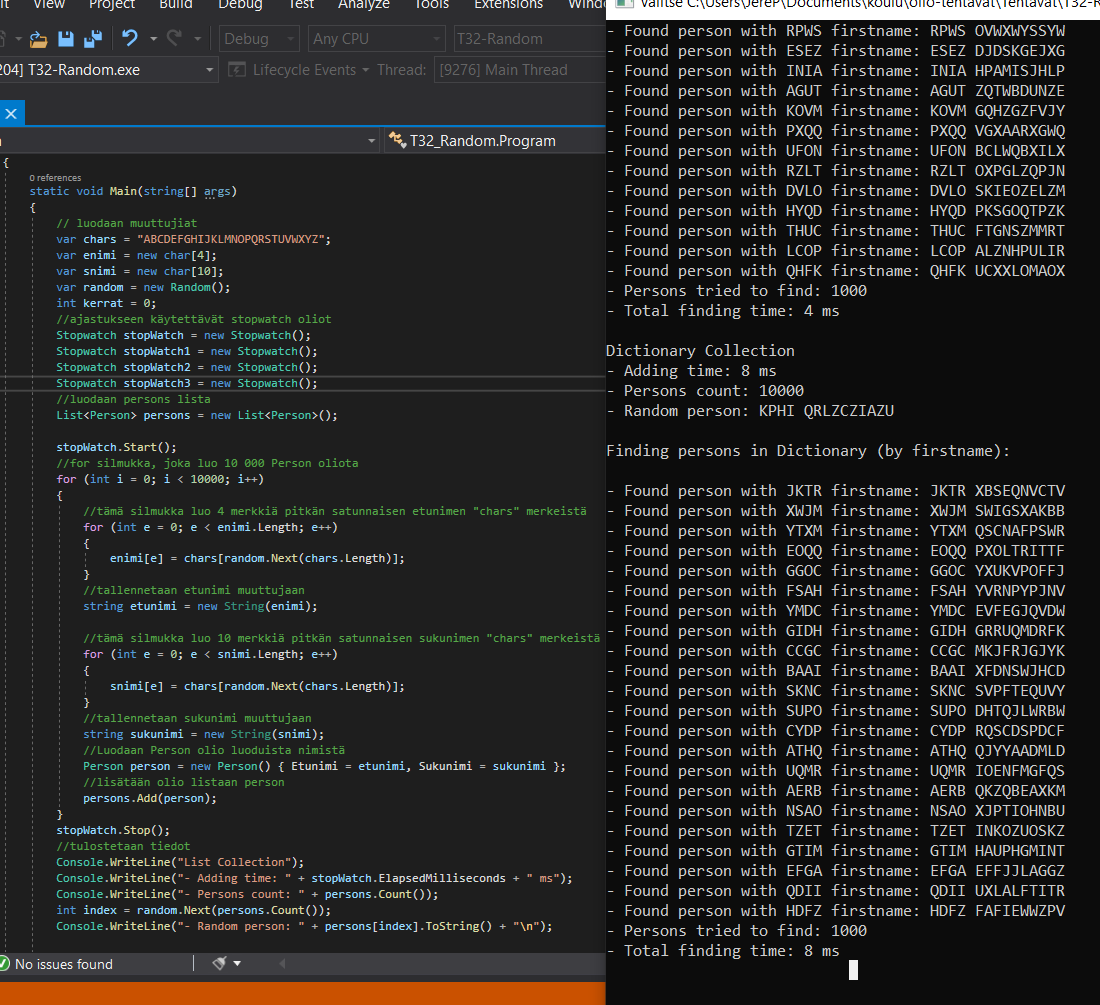 View Project Build Debug Test Analyze Tools Extensions
Debug Any CPU T32-Random
204] T32-Random.exe Lifecycle Events Thread: [9276] Main Thread
T32_Random.Program
{
0 references
static void Main(string[] args)
{
// luodaan muuttujiat
var chars = "ABCDEFGHIJKLMNOPQRSTUVWXYZ";
var enimi = new char[4];
var snimi = new char[10];
var random = new Random();
int kerrat = 0;
//ajastukseen käytettävät stopwatch oliot
Stopwatch stopWatch = new Stopwatch();
Stopwatch stopWatch1 = new Stopwatch();
Stopwatch stopWatch2 = new Stopwatch();
Stopwatch stopWatch3 = new Stopwatch();
//luodaan persons lista
List<Person> persons = new List<Person>();
stopWatch.Start();
//for silmukka, joka luo 10 000 Person oliota
for (int i = 0; i < 10000; i++)
{
//tämä silmukka luo 4 merkkiä pitkän satunnaisen etunimen "chars" merkeistä
for (int e = 0; e < enimi.Length; e++)
{
enimi[e] = chars[random.Next(chars.Length)];
}
//tallennetaan etunimi muuttujaan
string etunimi = new String(enimi);
//tämä silmukka luo 10 merkkiä pitkän satunnaisen sukunimen "chars" merkeistä
for (int e = 0; e < snimi.Length; e++)
{
snimi[e] = chars[random.Next(chars.Length)];
}
//tallennetaan sukunimi muuttujaan
string sukunimi = new String(snimi);
//Luodaan Person olio luoduista nimistä
Person person = new Person() { Etunimi = etunimi, Sukunimi = sukunimi };
//lisätään olio listaan person
persons.Add(person);
}
stopWatch.Stop();
//tulostetaan tiedot
Console.WriteLine("List Collection");
Console.WriteLine("- Adding time: " + stopWatch.ElapsedMilliseconds + " ms");
Console.WriteLine("- Persons count: " + persons.Count());
int index = random.Next(persons.Count());
Console.WriteLine("- Random person: " + persons[index].ToString() + "\n");
No issues found
Valitse C:\Users\JereP\Documents\koulu\olio-tentavat\Tentavat\T32-R
- Found person with RPWS firstname: RPWS OVWXWYSSYW
- Found person with ESEZ firstname: ESEZ DJDSKGEJXG
- Found person with INIA firstname: INIA HPAMISJHLP
- Found person with AGUT firstname: AGUT ZQTWBDUNZE
- Found person with KOVM firstname: KOVM GQHZGZFVJY
- Found person with PXQQ firstname: PXQQ VGXAARXGWQ
- Found person with UFON firstname: UFON BCLWQBXILX
- Found person with RZLT firstname: RZLT OXPGLZQPJN
- Found person with DVLO firstname: DVLO SKIEOZELZM
- Found person with HYQD firstname: HYQD PKSGOQTPZK
- Found person with THUC firstname: THUC FTGNSZMMRT
- Found person with LCOP firstname: LCOP ALZNHPULIR
- Found person with QHFK firstname: QHFK UCXXLOMAOX
- Persons tried to find: 1000
- Total finding time: 4 ms
Dictionary Collection
- Adding time: 8 ms
- Persons count: 10000
- Random person: KPHI QRLZCZIAZU
Finding persons in Dictionary (by firstname):
- Found person with JKTR firstname: JKTR XBSEQNVCTV
- Found person with XWJM firstname: XWJM SWIGSXAKBB
- Found person with YTXM firstname: YTXM QSCNAFPSWR
- Found person with EOQQ firstname: EOQQ PXOLTRITTF
- Found person with GGOC firstname: GGOC YXUKVPOFFJ
- Found person with FSAH firstname: FSAH YVRNPYPJNV
- Found person with YMDC firstname: YMDC EVFEGJQVDW
- Found person with GIDH firstname: GIDH GRRUQMDRFK
- Found person with CCGC firstname: CCGC MKJFRJGJYK
- Found person with BAAI firstname: BAAI XFDNSWJHCD
- Found person with SKNC firstname: SKNC SVPFTEQUVY
- Found person with SUPO firstname: SUPO DHTQJLWRBW
- Found person with CYDP firstname: CYDP RQSCDSPDCF
- Found person with ATHQ firstname: ATHQ QJYYAADMLD
- Found person with UQMR firstname: UQMR IOENFMGFQS
- Found person with AERB firstname: AERB QKZQBEAXKM
- Found person with NSAO firstname: NSAO XJPTIOHNBU
- Found person with TZET firstname: TZET INKOZUOSKZ
- Found person with GTIM firstname: GTIM HAUPHGMINT
- Found person with EFGA firstname: EFGA EFFJJLAGGZ
- Found person with QDII firstname: QDII UXLALFTITR
- Found person with HDFZ firstname: HDFZ FAFIEWWZPV
- Persons tried to find: 1000
- Total finding time: 8 ms